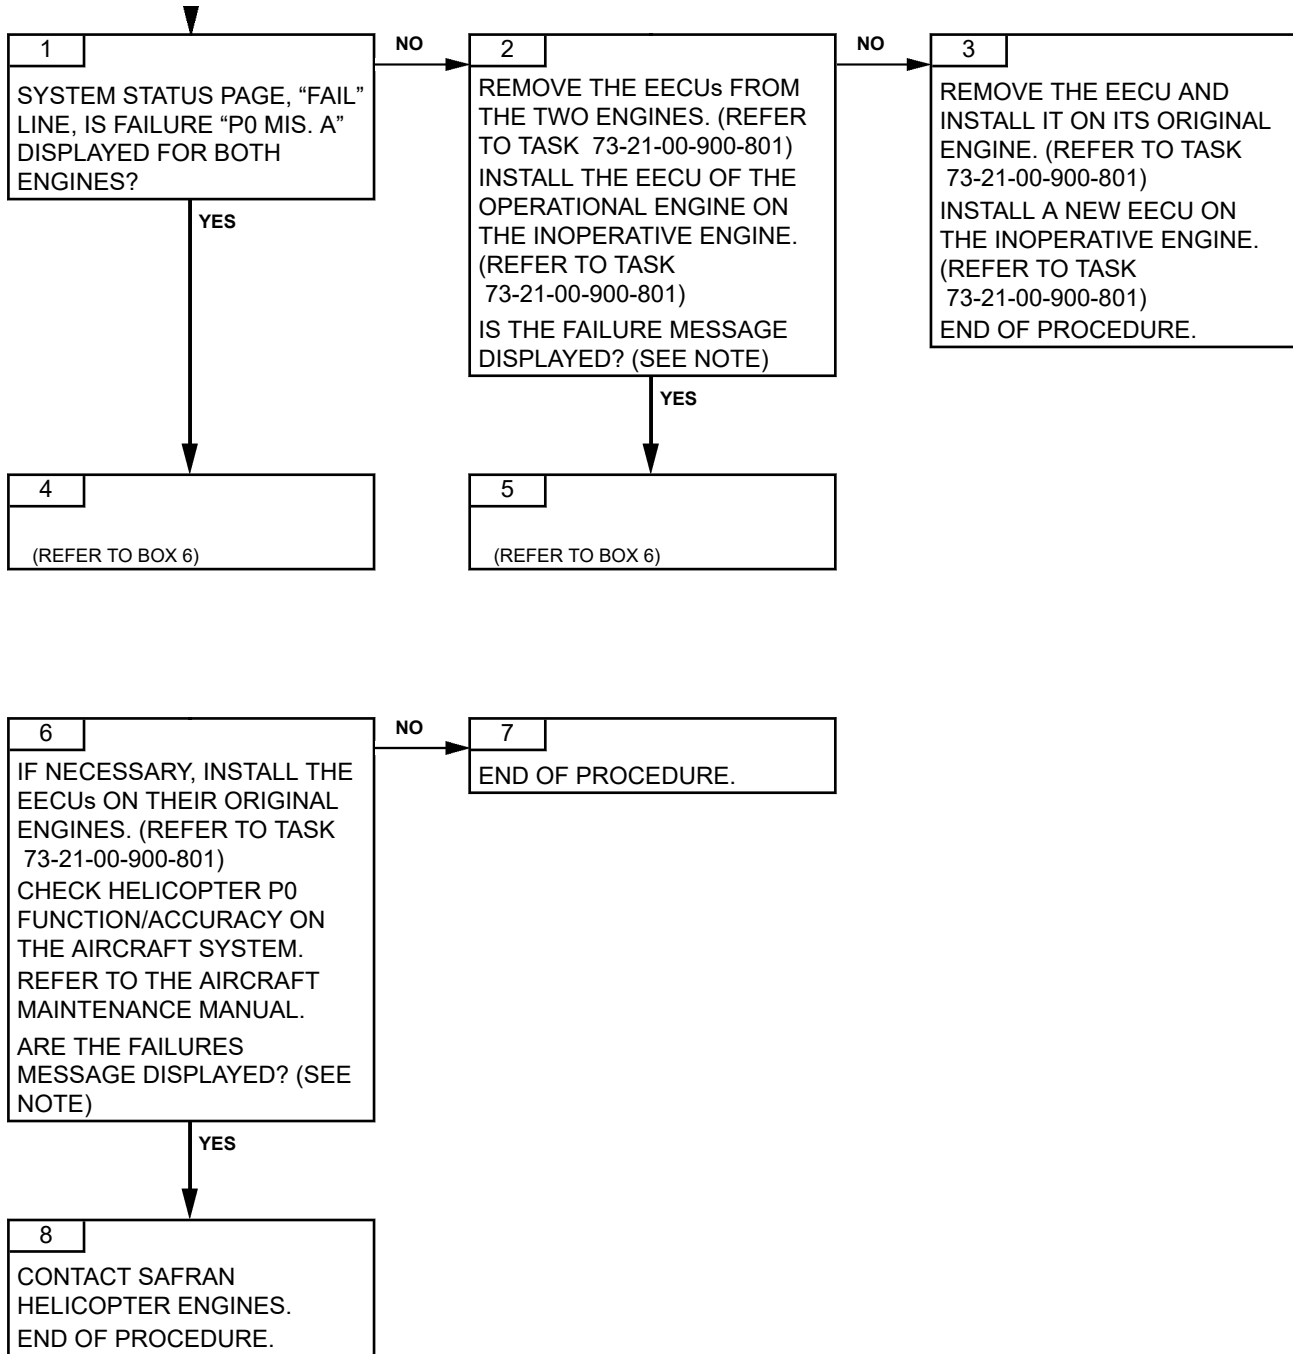 1
SYSTEM STATUS PAGE, “FAIL”
LINE, IS FAILURE “P0 MIS. A”
DISPLAYED FOR BOTH
ENGINES?
NO
YES
2
REMOVE THE EECUs FROM
THE TWO ENGINES. (REFER
TO TASK 73-21-00-900-801)
INSTALL THE EECU OF THE
OPERATIONAL ENGINE ON
THE INOPERATIVE ENGINE.
(REFER TO TASK
73-21-00-900-801)
IS THE FAILURE MESSAGE
DISPLAYED? (SEE NOTE)
NO
YES
3
REMOVE THE EECU AND
INSTALL IT ON ITS ORIGINAL
ENGINE. (REFER TO TASK
73-21-00-900-801)
INSTALL A NEW EECU ON
THE INOPERATIVE ENGINE.
(REFER TO TASK
73-21-00-900-801)
END OF PROCEDURE.
4
(REFER TO BOX 6)
5
(REFER TO BOX 6)
6
IF NECESSARY, INSTALL THE
EECUs ON THEIR ORIGINAL
ENGINES. (REFER TO TASK
73-21-00-900-801)
CHECK HELICOPTER P0
FUNCTION/ACCURACY ON
THE AIRCRAFT SYSTEM.
REFER TO THE AIRCRAFT
MAINTENANCE MANUAL.
ARE THE FAILURES
MESSAGE DISPLAYED? (SEE
NOTE)
NO
YES
7
END OF PROCEDURE.
8
CONTACT SAFRAN
HELICOPTER ENGINES.
END OF PROCEDURE.